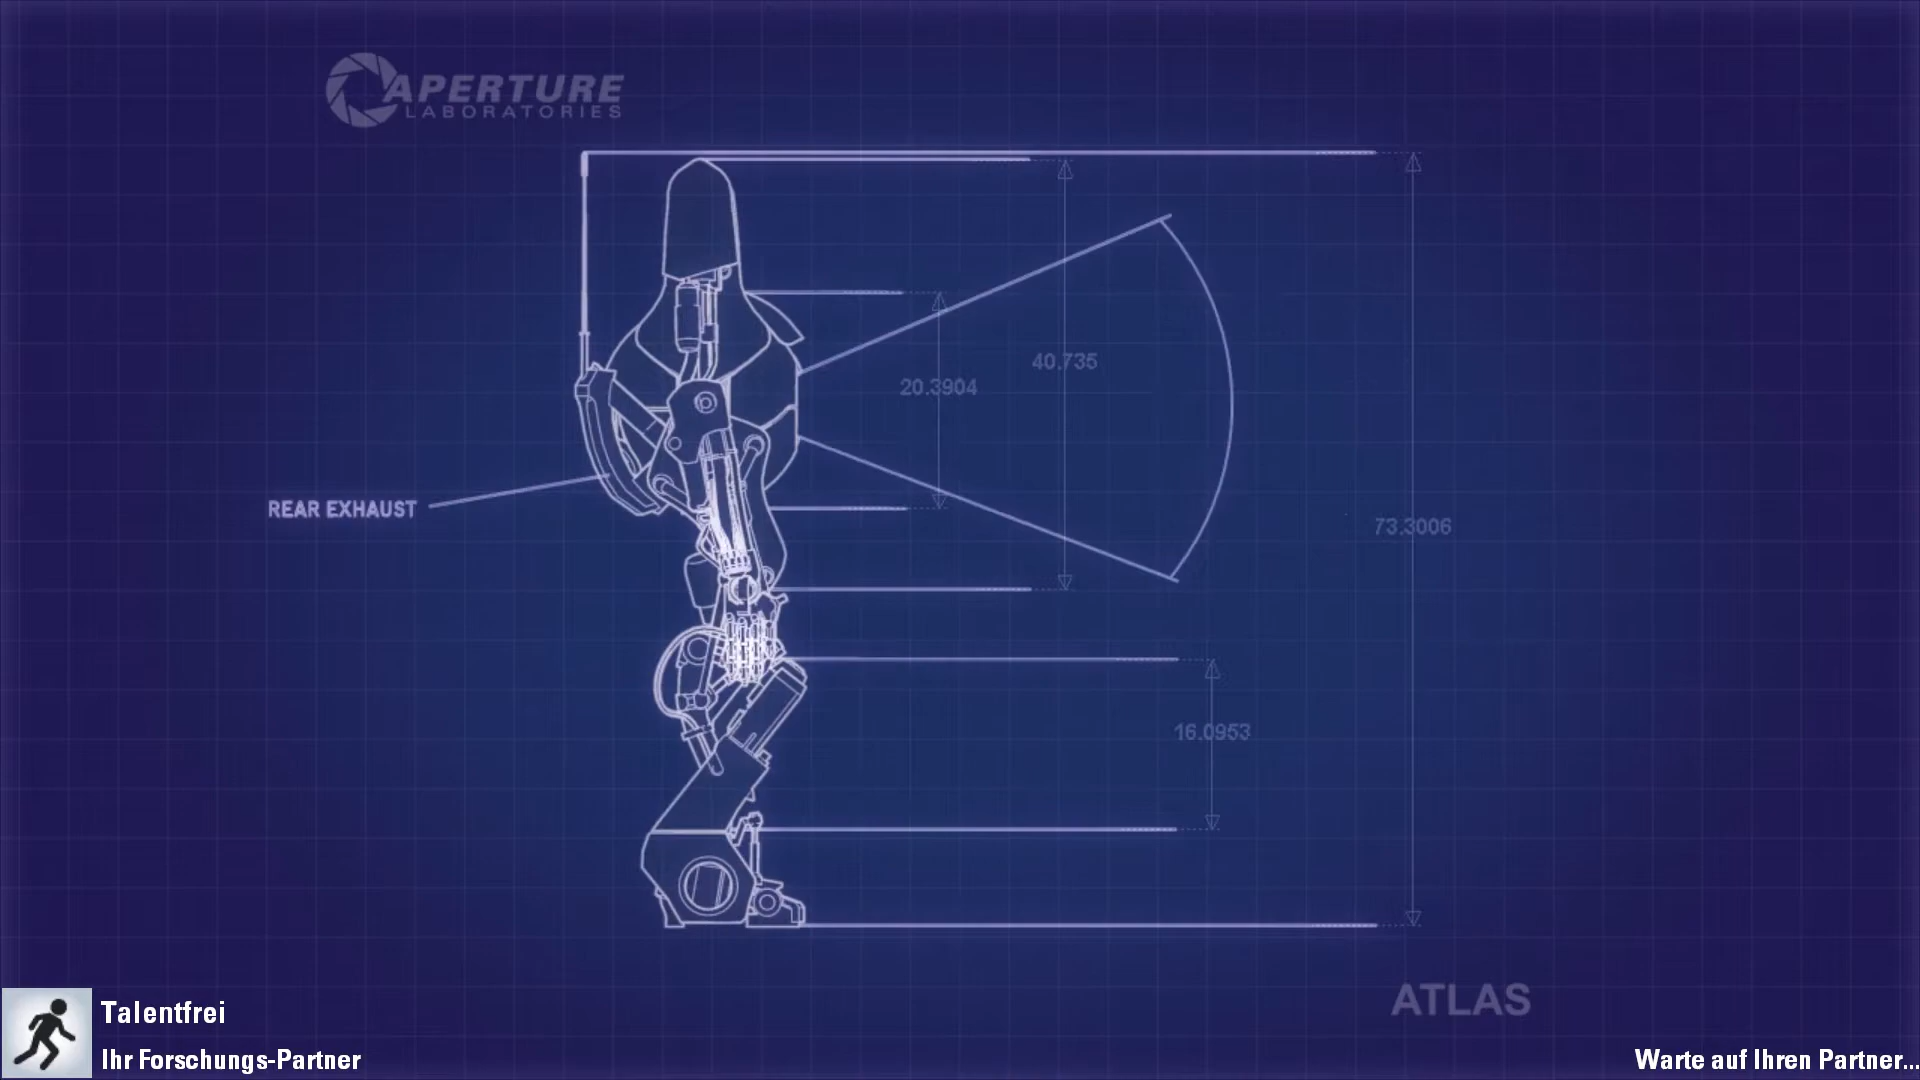 APERTURE
LABORATORIES
40.735
20.3904
REAR EXHAUST
73.3006
16.0953
ATLAS
Talentfrei
Ihr Forschungs-Partner
Warte auf Ihren Partner...